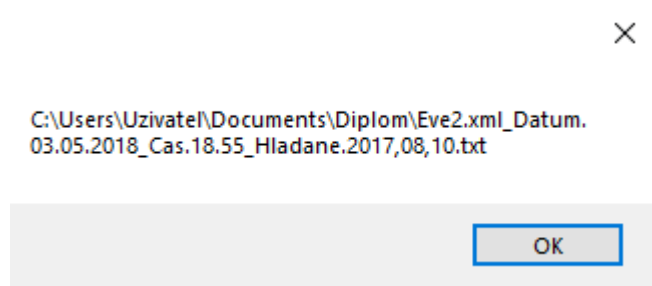 C:\Users\Uzivatel\Documents\Diplom\Eve2.xml_Datum.
03.05.2018_Cas.18.55_Hladane.2017,08,10.txt
OK